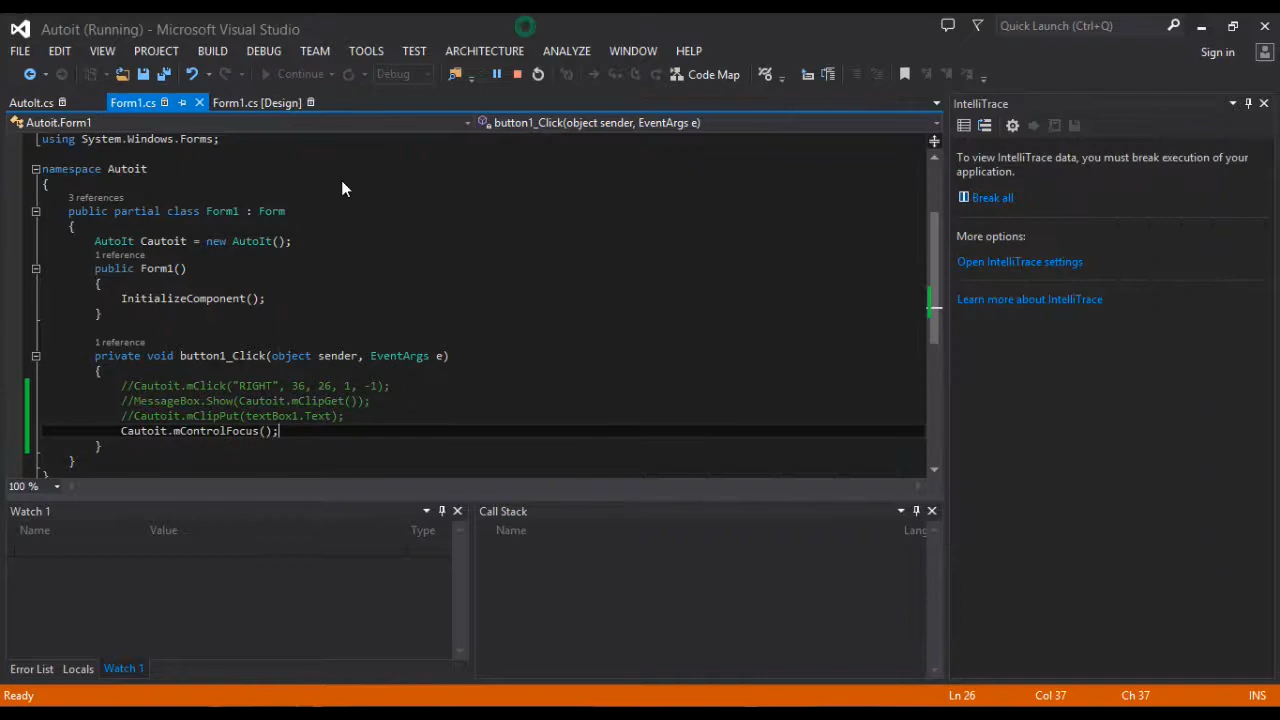 Autoit (Running) - Microsoft Visual Studio
Quick Launch (Ctrl+Q)
FILE EDIT VIEW PROJECT BUILD DEBUG TEAM TOOLS TEST ARCHITECTURE ANALYZE WINDOW HELP
Sign in
Continue Debug Code Map
AutoIt.cs Form1.cs Form1.cs [Design]
IntelliTrace
Autoit.Form1 button1_Click(object sender, EventArgs e)
using System.Windows.Forms;
namespace Autoit
{
3 references
public partial class Form1 : Form
{
AutoIt Cautoit = new AutoIt();
1 reference
public Form1()
{
InitializeComponent();
}
1 reference
private void button1_Click(object sender, EventArgs e)
{
//Cautoit.mClick("RIGHT", 36, 26, 1, -1);
//MessageBox.Show(Cautoit.mClipGet());
//Cautoit.mClipPut(textBox1.Text);
Cautoit.mControlFocus();
}
}
}
100 %
To view IntelliTrace data, you must break execution of your
application.
Break all
More options:
Open IntelliTrace settings
Learn more about IntelliTrace
Watch 1
Name Value Type
Call Stack
Name Lang
Error List Locals Watch 1
Ready Ln 26 Col 37 Ch 37 INS